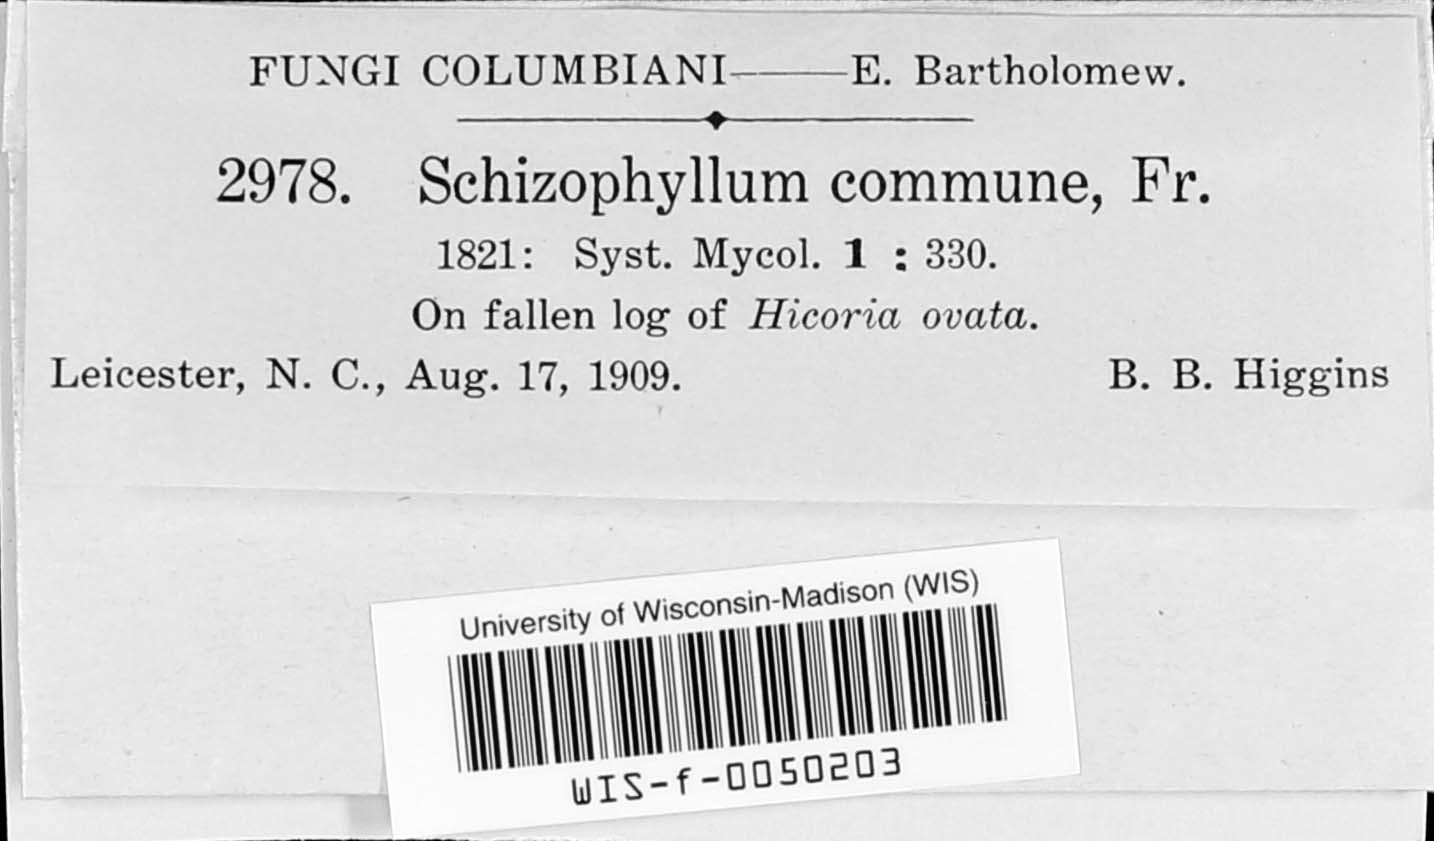 FUNGI COLUMBIANI——E. Bartholomew.
2978. Schizophyllum commune, Fr.
1821: Syst. Mycol. 1 : 330.
On fallen log of Hicoria ovata.
Leicester, N. C., Aug. 17, 1909. B. B. Higgins
University of Wisconsin-Madison (WIS)
WIS-f-0050203